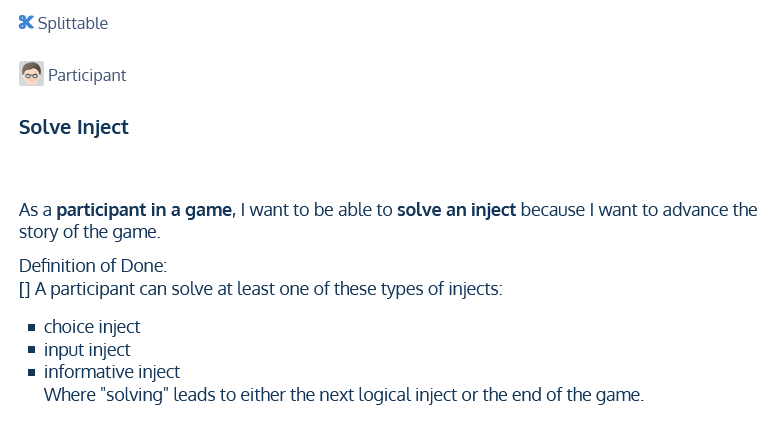 Splittable
Participant
Solve Inject
As a participant in a game, I want to be able to solve an inject because I want to advance the
story of the game.
Definition of Done:
[] A participant can solve at least one of these types of injects:
▪ choice inject
▪ input inject
▪ informative inject
Where "solving" leads to either the next logical inject or the end of the game.